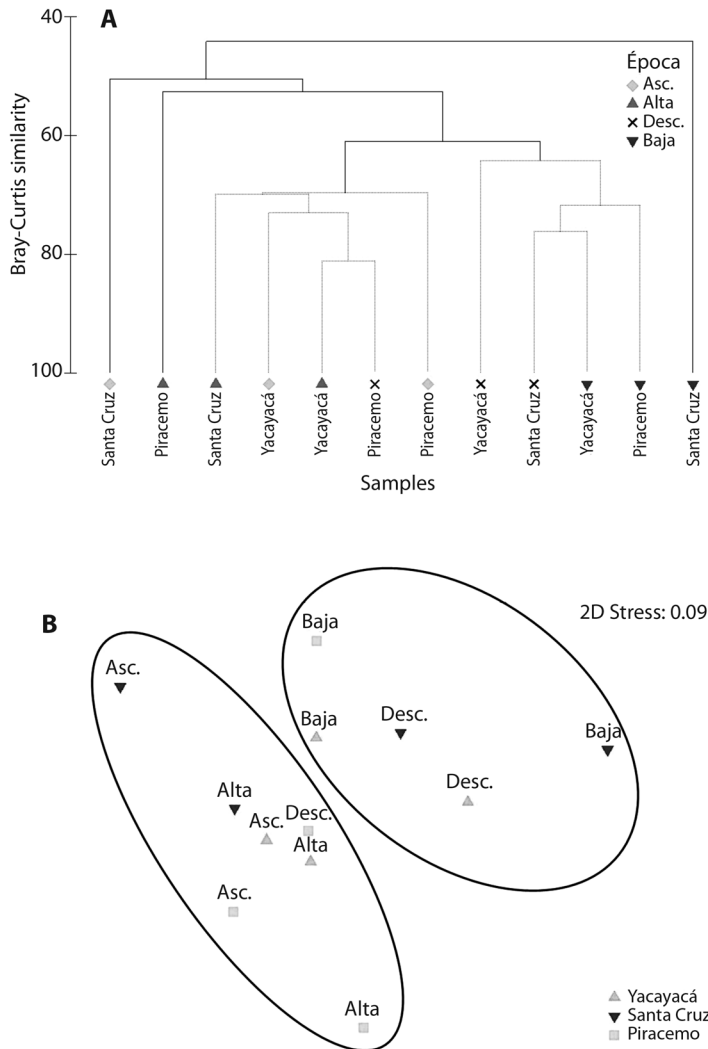 A
40
60
80
100
Bray-Curtis similarity
Época
Asc.
Alta
Desc.
Baja
Santa Cruz
Piracemo
Santa Cruz
Yacayacá
Yacayacá
Piracemo
Piracemo
Yacayacá
Santa Cruz
Yacayacá
Piracemo
Santa Cruz
Samples
B
2D Stress: 0.09
Baja
Asc.
Baja
Desc.
Baja
Alta
Desc.
Asc.
Desc.
Alta
Asc.
Alta
Yacayacá
Santa Cruz
Piracemo